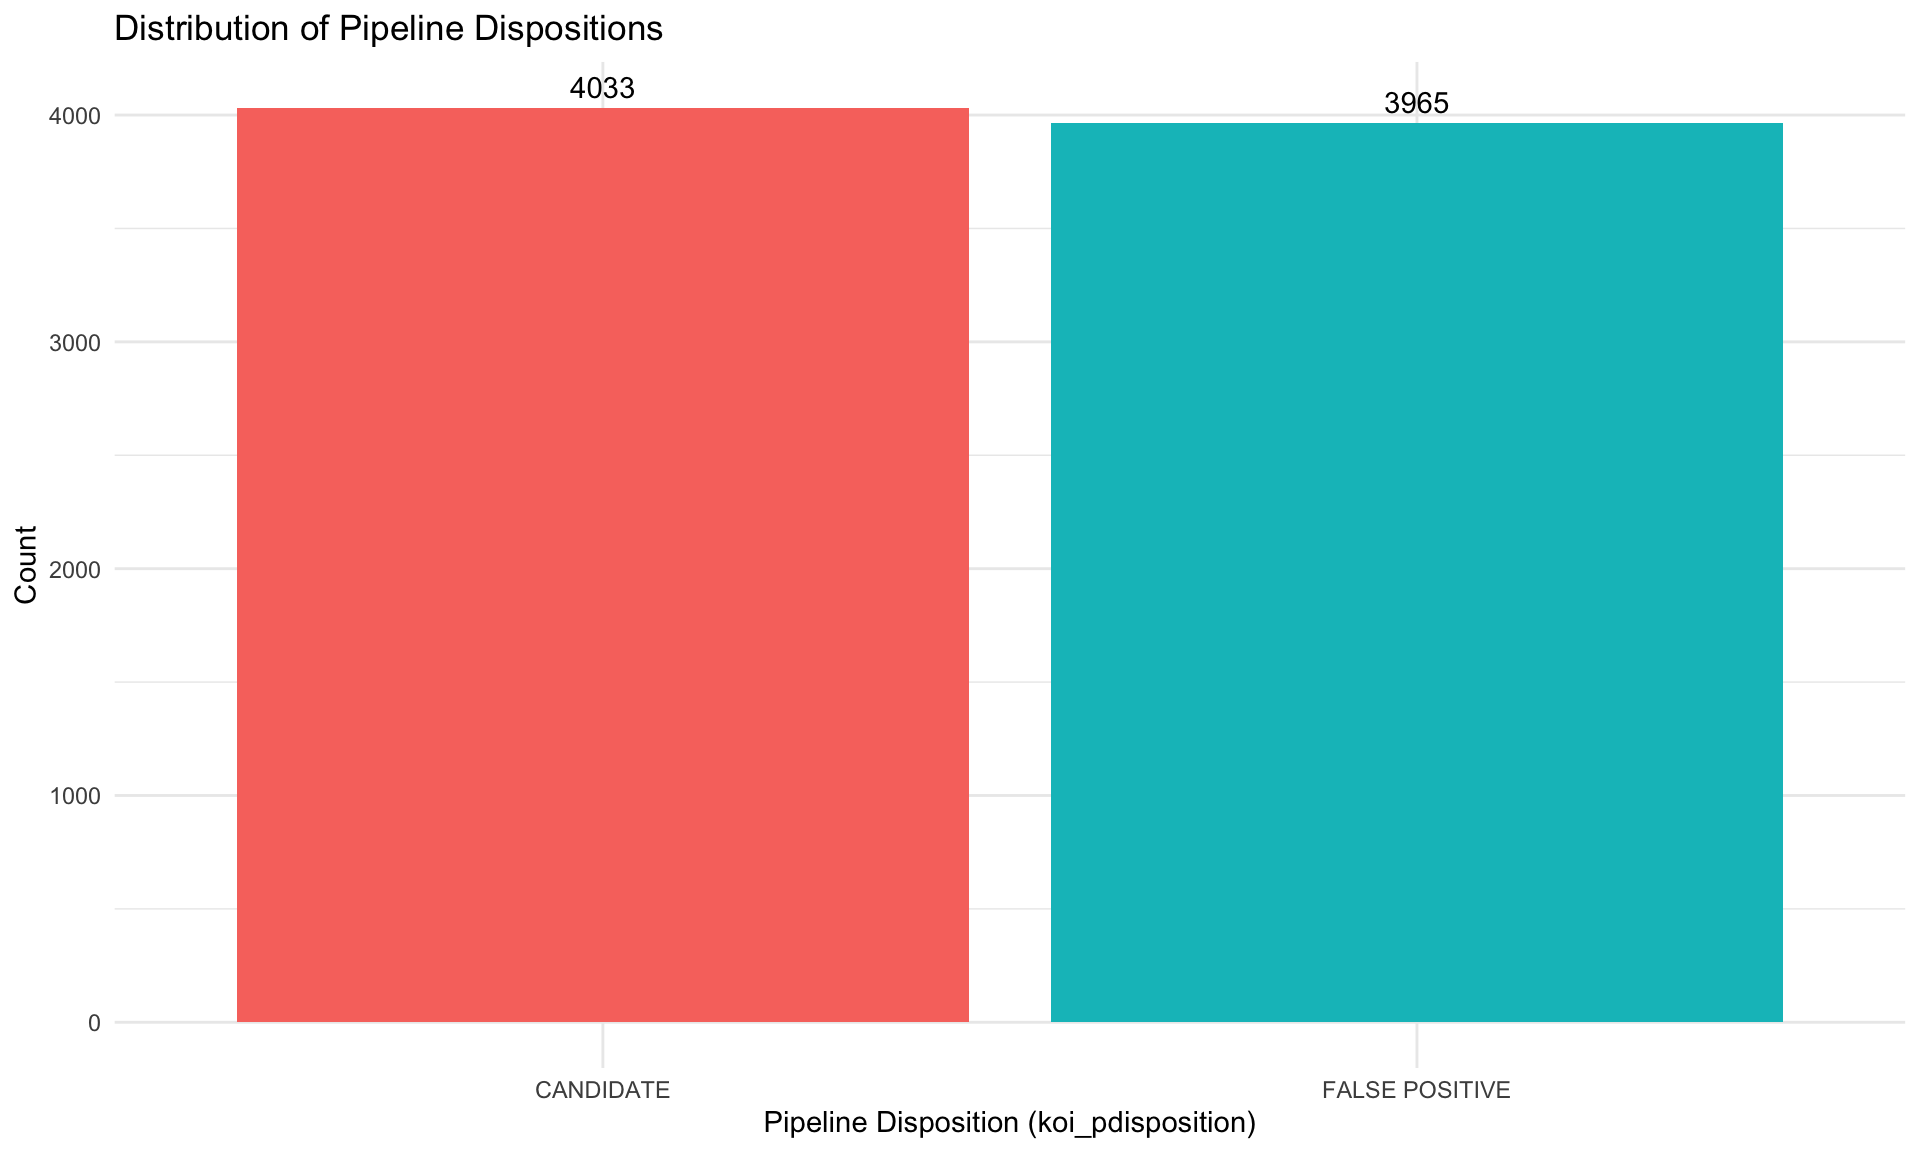 Distribution of Pipeline Dispositions
4033
3965
4000
3000
2000
1000
0
Count
CANDIDATE
FALSE POSITIVE
Pipeline Disposition (koi_pdisposition)